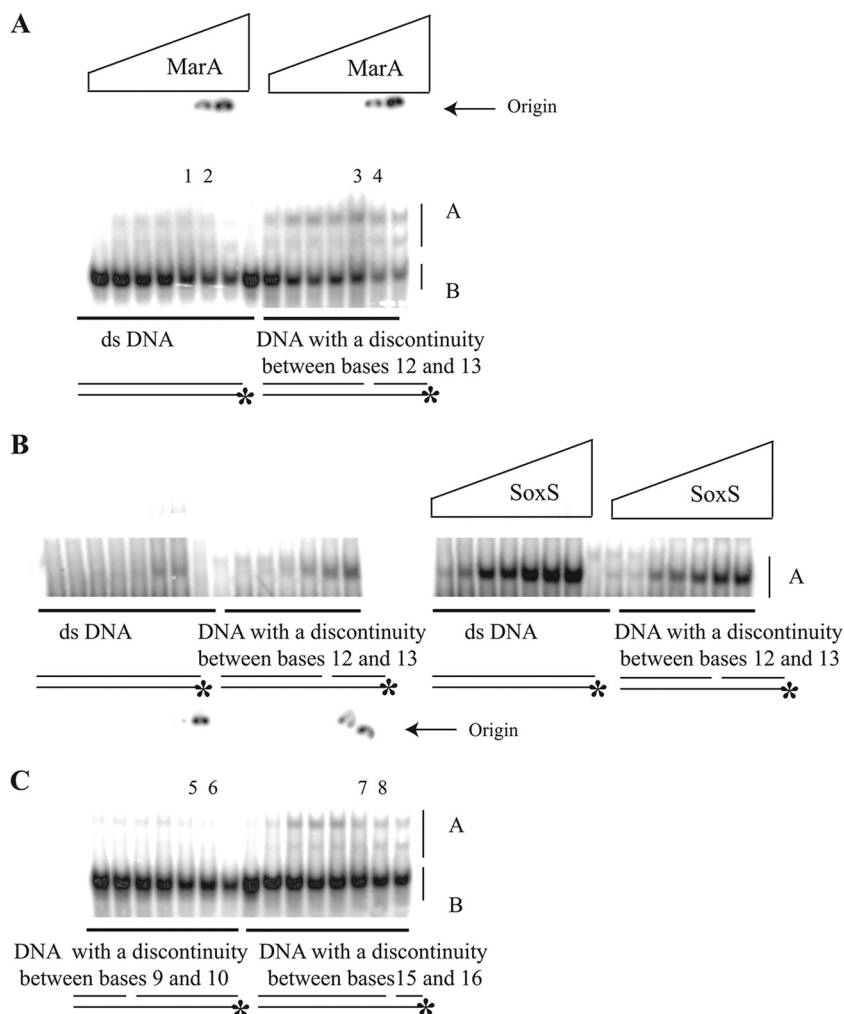 A
MarA MarA
Origin
1 2 3 4
A
B
ds DNA DNA with a discontinuity
between bases 12 and 13
* *
B
SoxS SoxS
A
ds DNA DNA with a discontinuity ds DNA DNA with a discontinuity
between bases 12 and 13 between bases 12 and 13
* * * *
Origin
C
5 6 7 8
A
B
DNA with a discontinuity DNA with a discontinuity
between bases 9 and 10 between bases15 and 16
* *